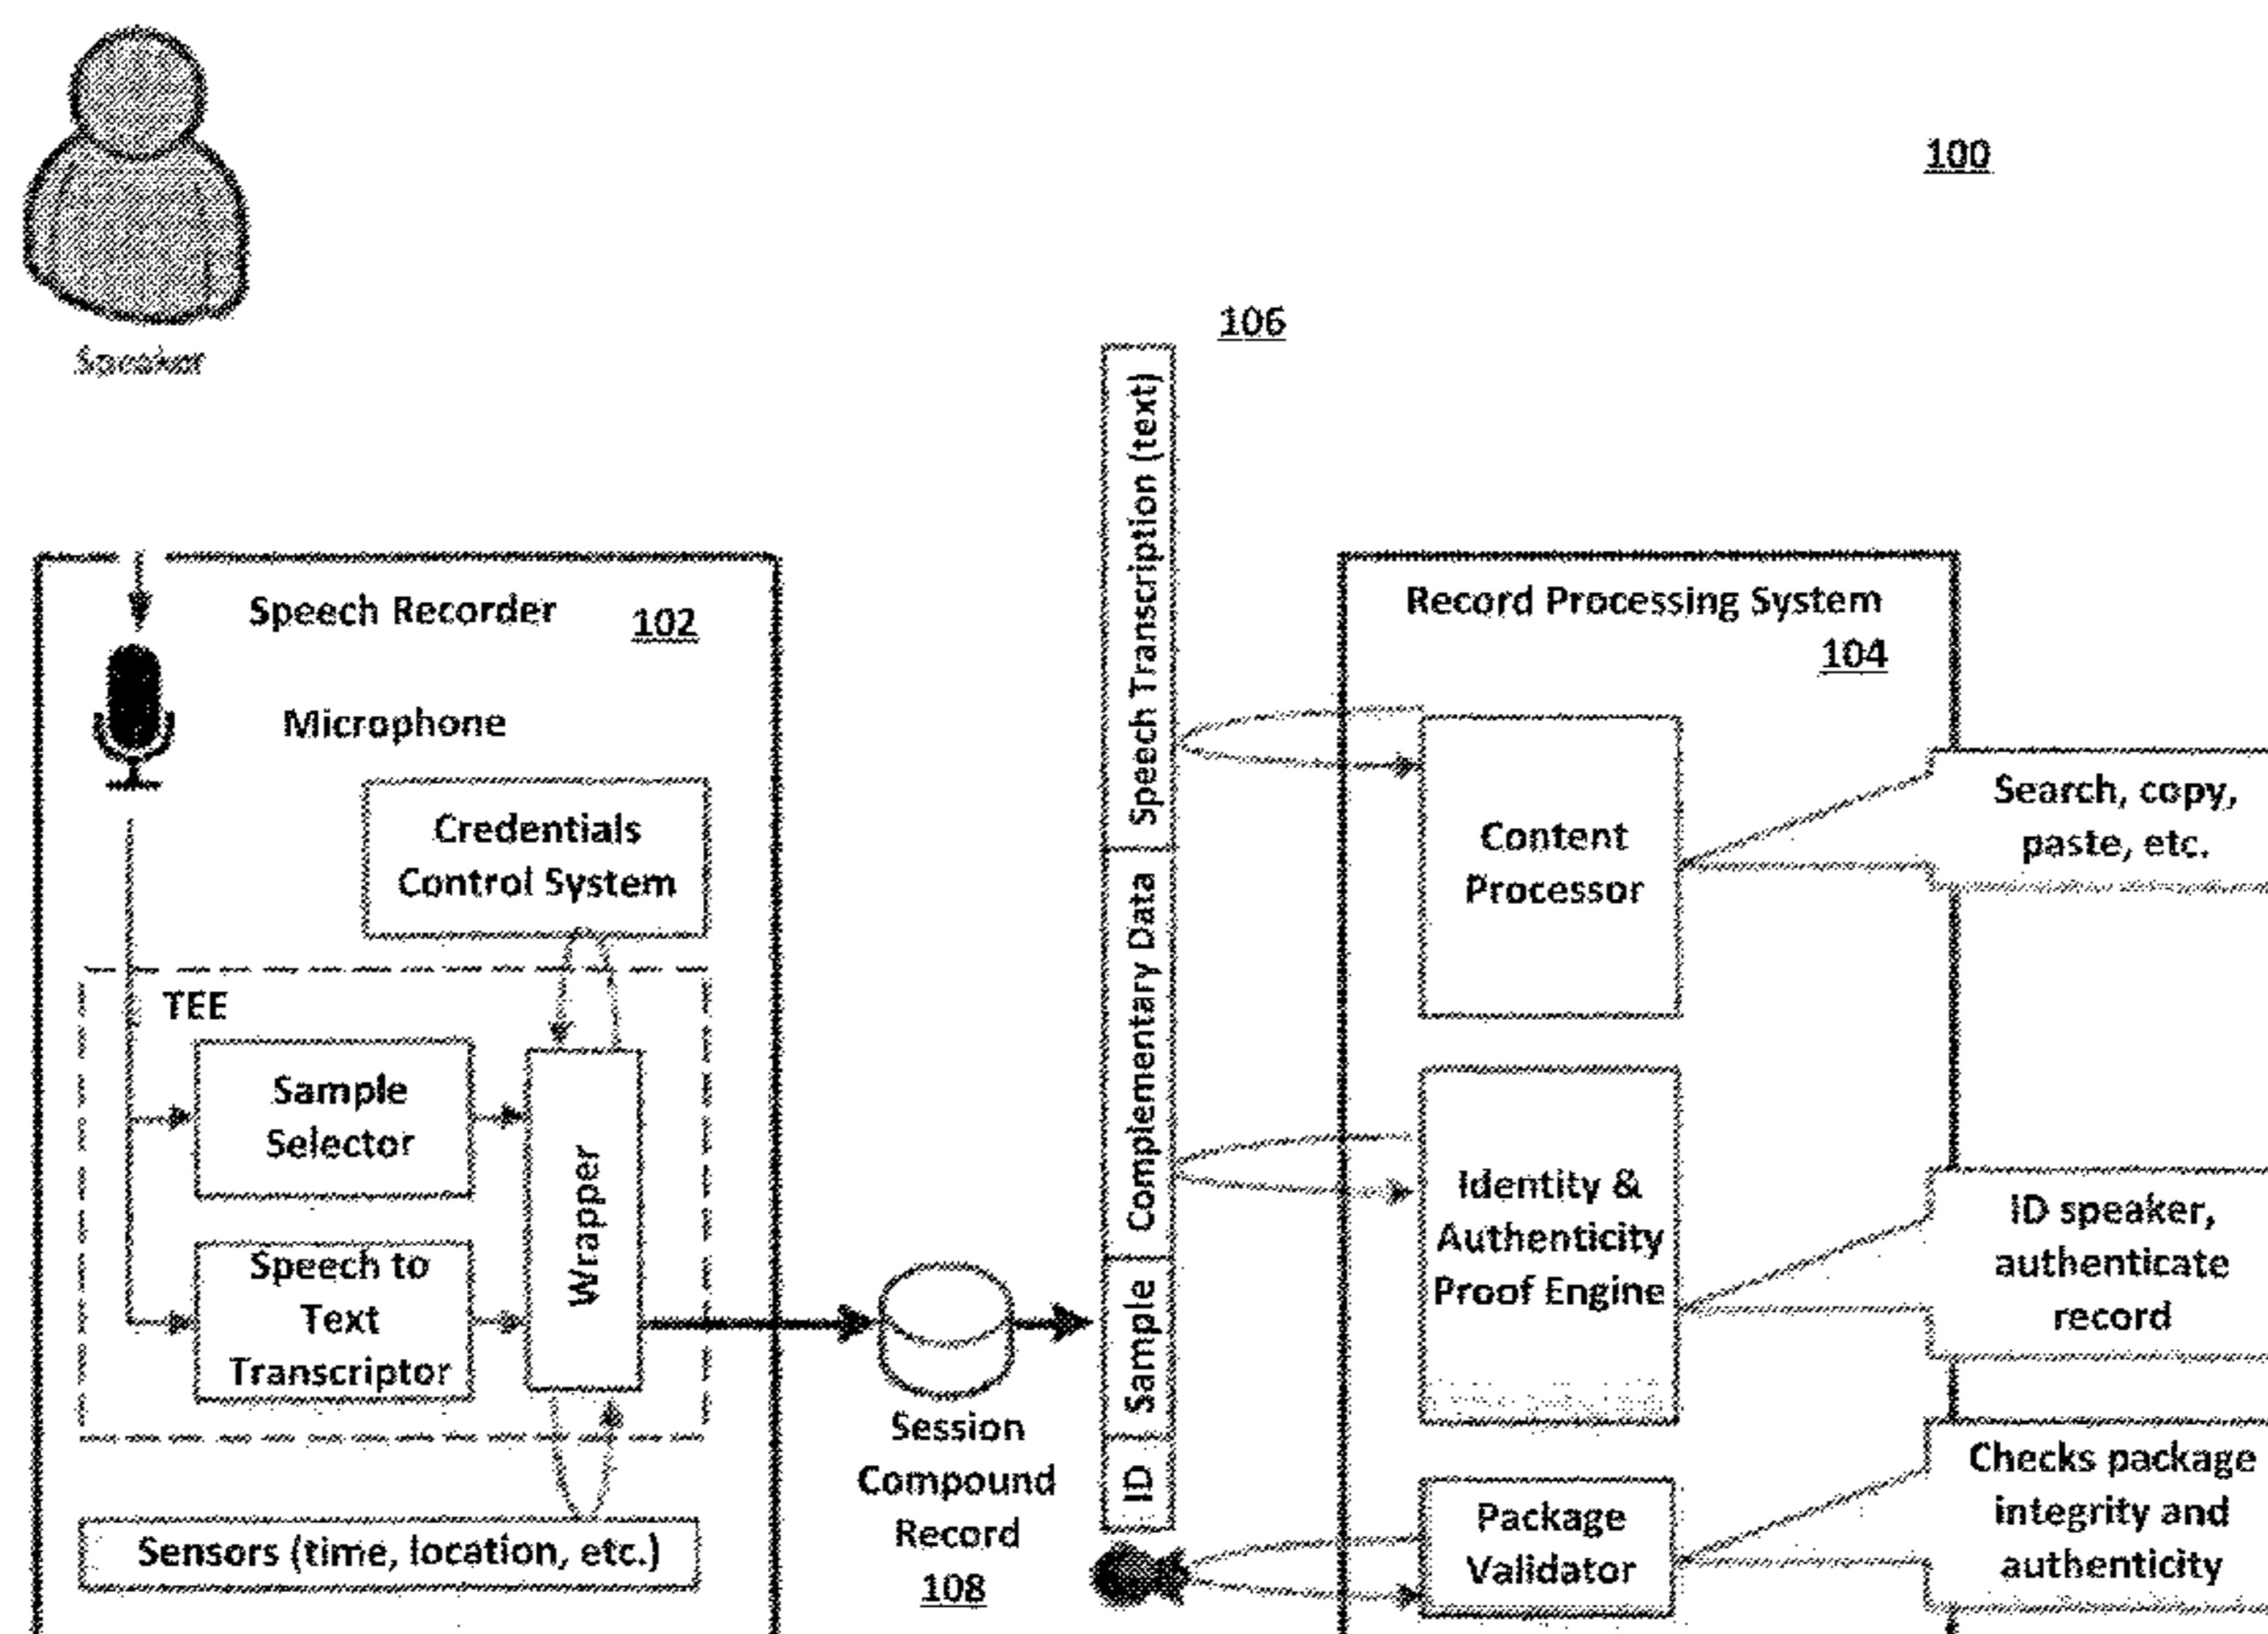 100
Speaker
106
Speech Recorder
102
Microphone
Credentials
Control System
TEE
Sample
Selector
Speech to
Text
Transcriptor
Wrapper
Sensors (time, location, etc.)
Session
Compound
Record
108
Speech Transcription (text)
Complementary Data
Sample
ID
Record Processing System
104
Content
Processor
Search, copy,
paste, etc.
Identity &
Authenticity
Proof Engine
ID speaker,
authenticate
record
Package
Validator
Checks package
integrity and
authenticity